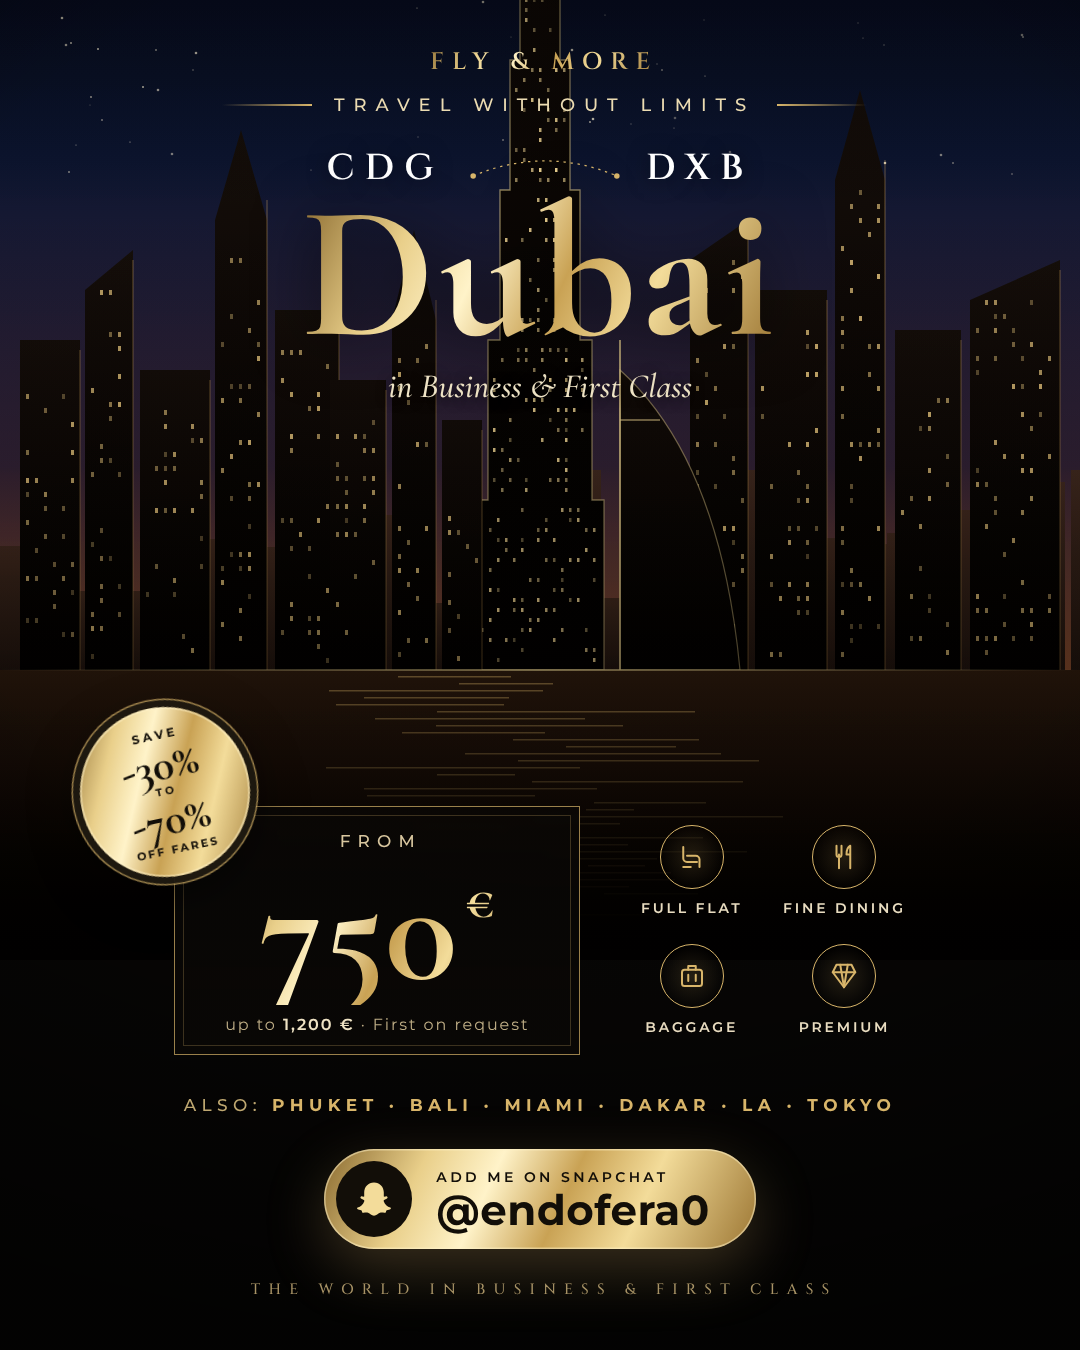 FLY & MORE
TRAVEL WITHOUT LIMITS
CDG DXB
Dubai
in Business & First Class
SAVE
-30%
TO
-70%
OFF FARES
FROM
750 €
up to 1,200 € · First on request
FULL FLAT
FINE DINING
BAGGAGE
PREMIUM
ALSO: PHUKET · BALI · MIAMI · DAKAR · LA · TOKYO
ADD ME ON SNAPCHAT
@endofera0
THE WORLD IN BUSINESS & FIRST CLASS